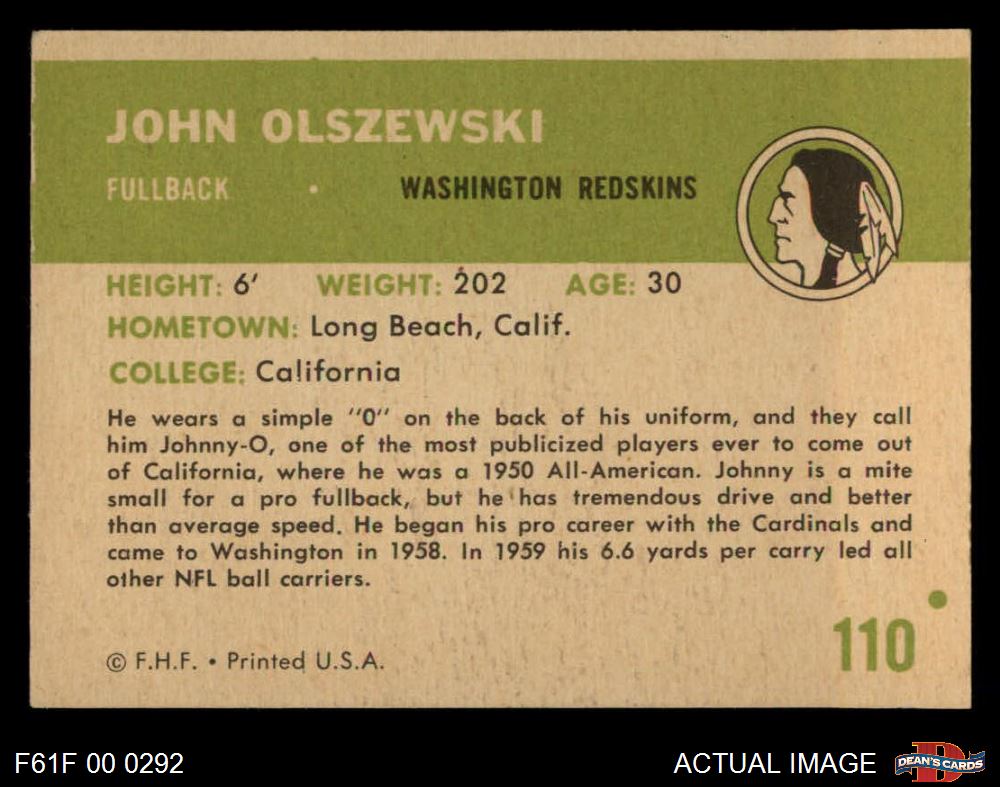 JOHN OLSZEWSKI
FULLBACK • WASHINGTON REDSKINS
HEIGHT: 6' WEIGHT: 202 AGE: 30
HOMETOWN: Long Beach, Calif.
COLLEGE: California
He wears a simple "0" on the back of his uniform, and they call
him Johnny-O, one of the most publicized players ever to come out
of California, where he was a 1950 All-American. Johnny is a mite
small for a pro fullback, but he has tremendous drive and better
than average speed. He began his pro career with the Cardinals and
came to Washington in 1958. In 1959 his 6.6 yards per carry led all
other NFL ball carriers.
110
© F.H.F. • Printed U.S.A.
F61F 00 0292
ACTUAL IMAGE
D
DEAN'S CARDS